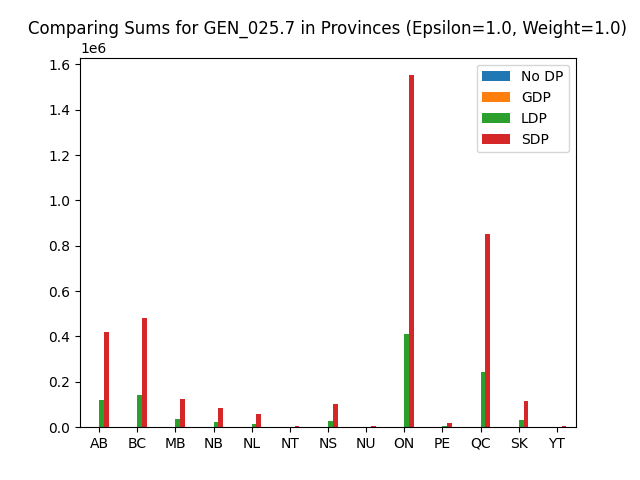 Comparing Sums for GEN_025.7 in Provinces (Epsilon=1.0, Weight=1.0)
1e6
1.6
1.4
1.2
1.0
0.8
0.6
0.4
0.2
0.0
No DP
GDP
LDP
SDP
AB BC MB NB NL NT NS NU ON PE QC SK YT